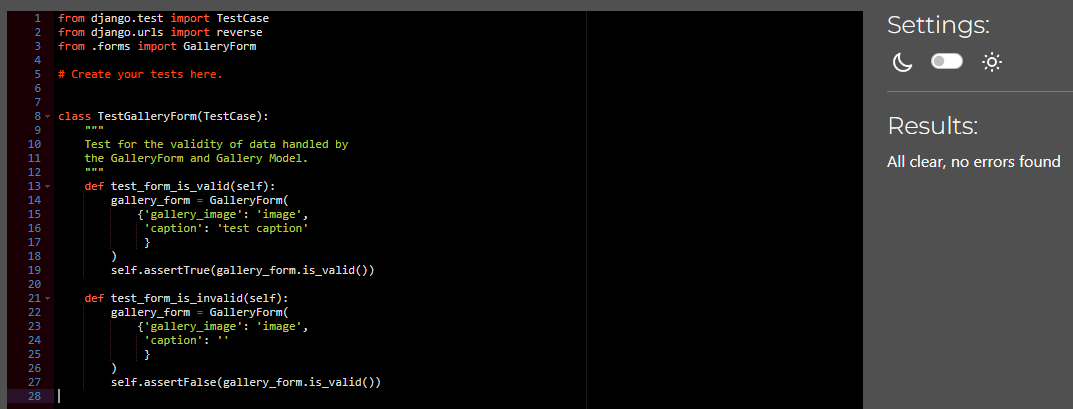 1 from django.test import TestCase
2 from django.urls import reverse
3 from .forms import GalleryForm
4
5 # Create your tests here.
6
7
8 class TestGalleryForm(TestCase):
9     """
10     Test for the validity of data handled by
11     the GalleryForm and Gallery Model.
12     """
13     def test_form_is_valid(self):
14         gallery_form = GalleryForm(
15             {'gallery_image': 'image',
16              'caption': 'test caption'
17              }
18         )
19         self.assertTrue(gallery_form.is_valid())
20
21     def test_form_is_invalid(self):
22         gallery_form = GalleryForm(
23             {'gallery_image': 'image',
24              'caption': ''
25              }
26         )
27         self.assertFalse(gallery_form.is_valid())
28
Settings:
Results:
All clear, no errors found